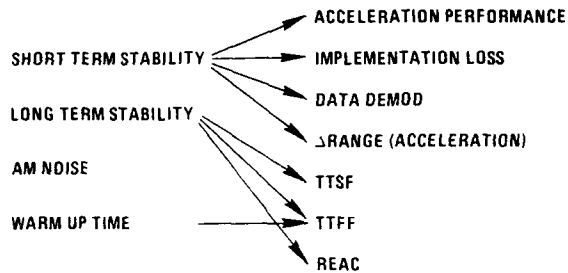 ACCELERATION PERFORMANCE
SHORT TERM STABILITY
IMPLEMENTATION LOSS
DATA DEMOD
LONG TERM STABILITY
△RANGE (ACCELERATION)
AM NOISE
TTSF
WARM UP TIME
TTFF
REAC